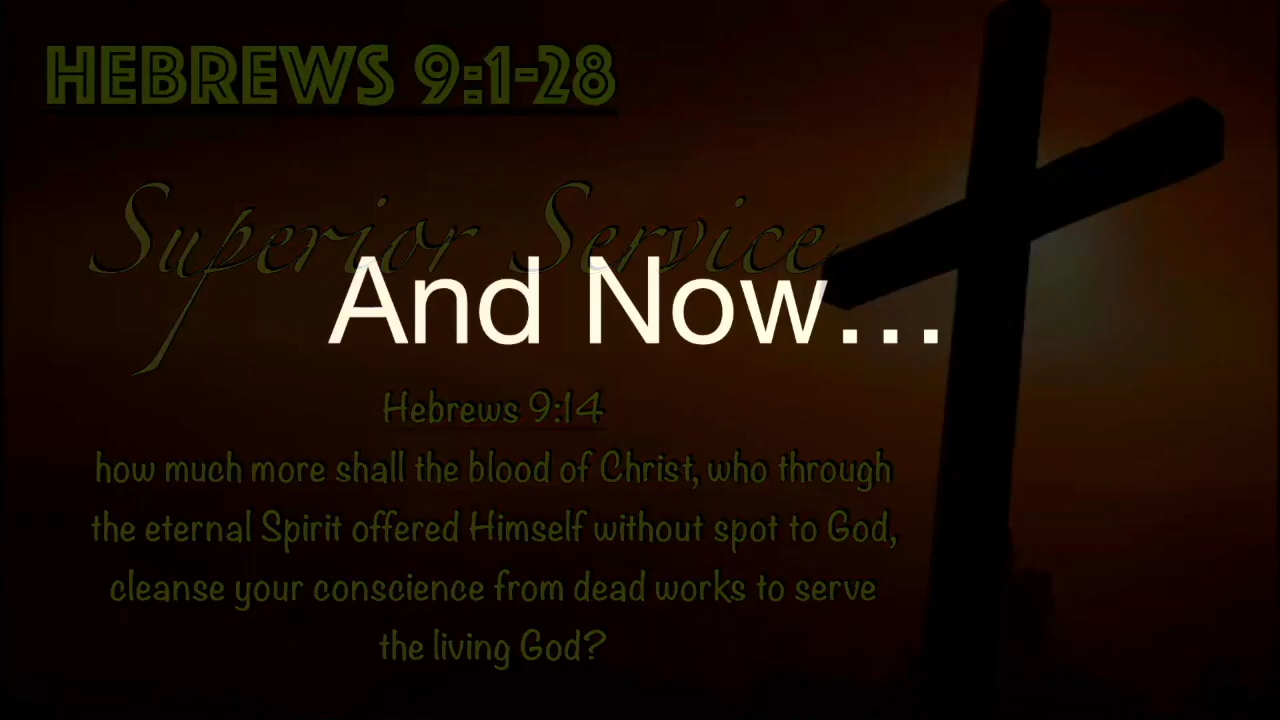 HEBREWS 9:1-28
Superior Service
And Now...
Hebrews 9:14
how much more shall the blood of Christ, who through
the eternal Spirit offered Himself without spot to God,
cleanse your conscience from dead works to serve
the living God?